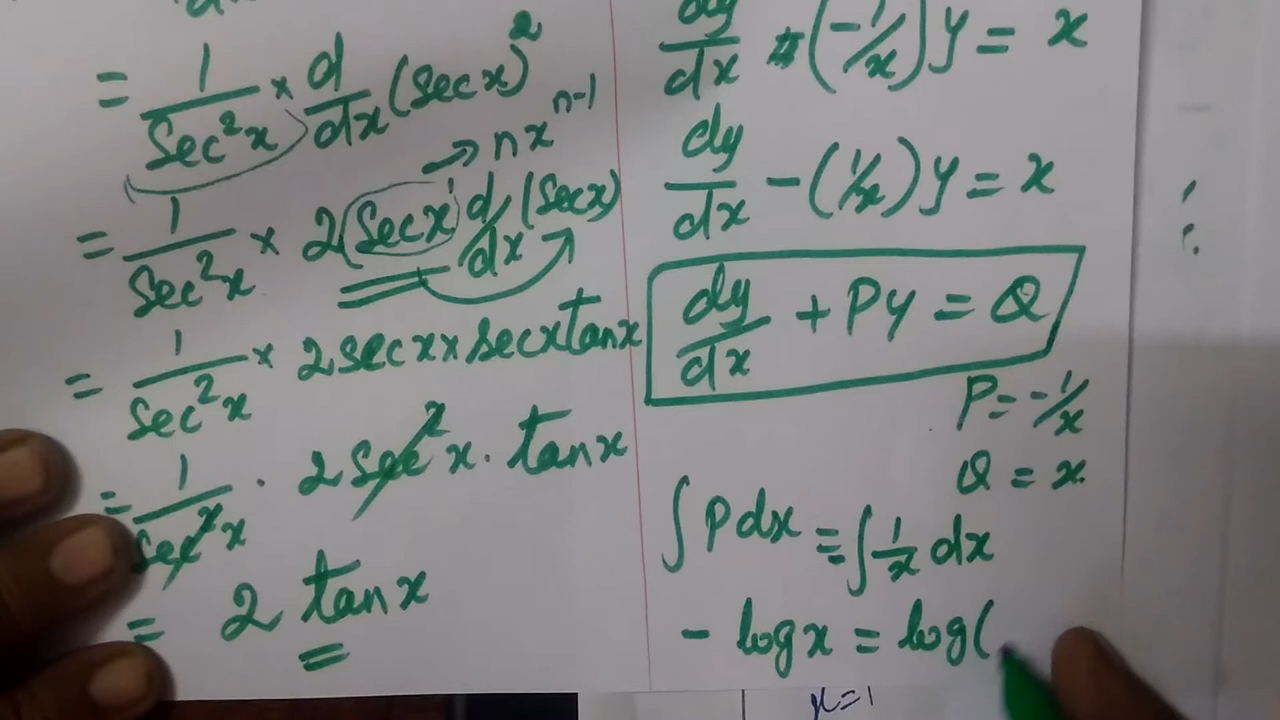 = 1/Sec²x × d/dx (Sec x)²
→ nx^(n-1)
= 1/Sec²x × 2(Sec x)' d/dx (Sec x)
= 1/Sec²x × 2 sec x × sec x tan x
= 1/Sec²x · 2 Sec²x · tan x
= 2 tan x
dy/dx + (-1/x) y = x
dy/dx - (1/x) y = x
dy/dx + Py = Q
P = -1/x
Q = x
∫ P dx = ∫ 1/x dx
- log x = log(
x=1